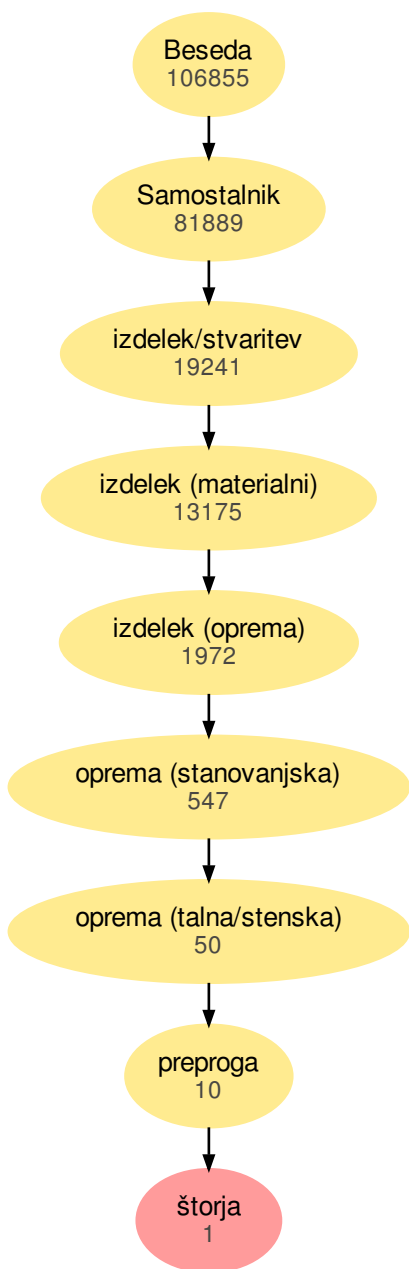 Beseda
106855
Samostalnik
81889
izdelek/stvaritev
19241
izdelek (materialni)
13175
izdelek (oprema)
1972
oprema (stanovanjska)
547
oprema (talna/stenska)
50
preproga
10
štorja
1